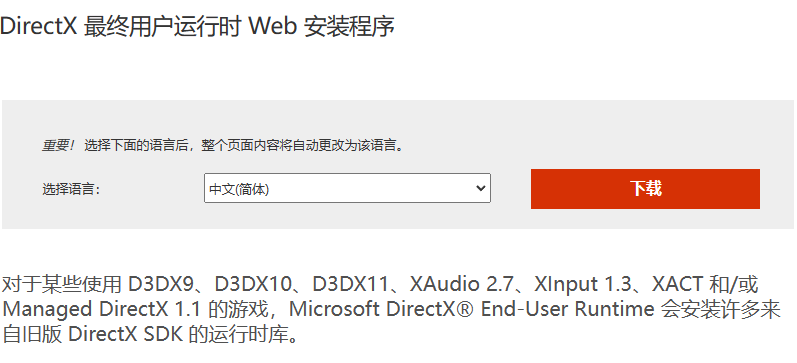 DirectX 最终用户运行时 Web 安装程序
重要！选择下面的语言后，整个页面内容将自动更改为该语言。
选择语言：
中文(简体)
下载
对于某些使用 D3DX9、D3DX10、D3DX11、XAudio 2.7、XInput 1.3、XACT 和/或
Managed DirectX 1.1 的游戏，Microsoft DirectX® End-User Runtime 会安装许多来
自旧版 DirectX SDK 的运行时库。